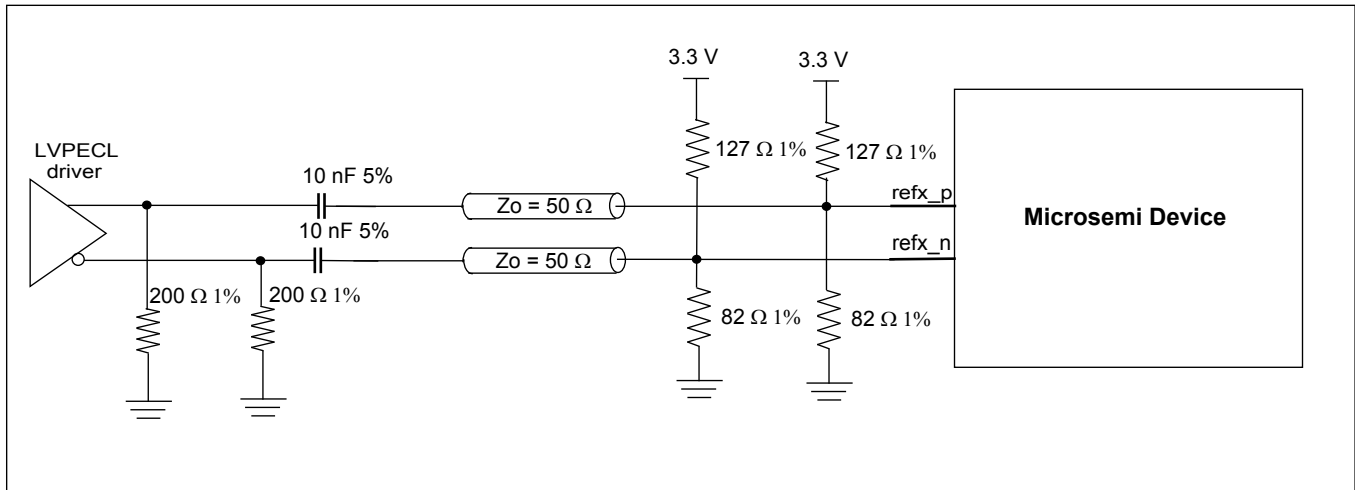 3.3 V
3.3 V
LVPECL
driver
127 Ω 1%
127 Ω 1%
10 nF 5%
Zo = 50 Ω
refx_p
Microsemi Device
10 nF 5%
Zo = 50 Ω
refx_n
200 Ω 1%
200 Ω 1%
82 Ω 1%
82 Ω 1%